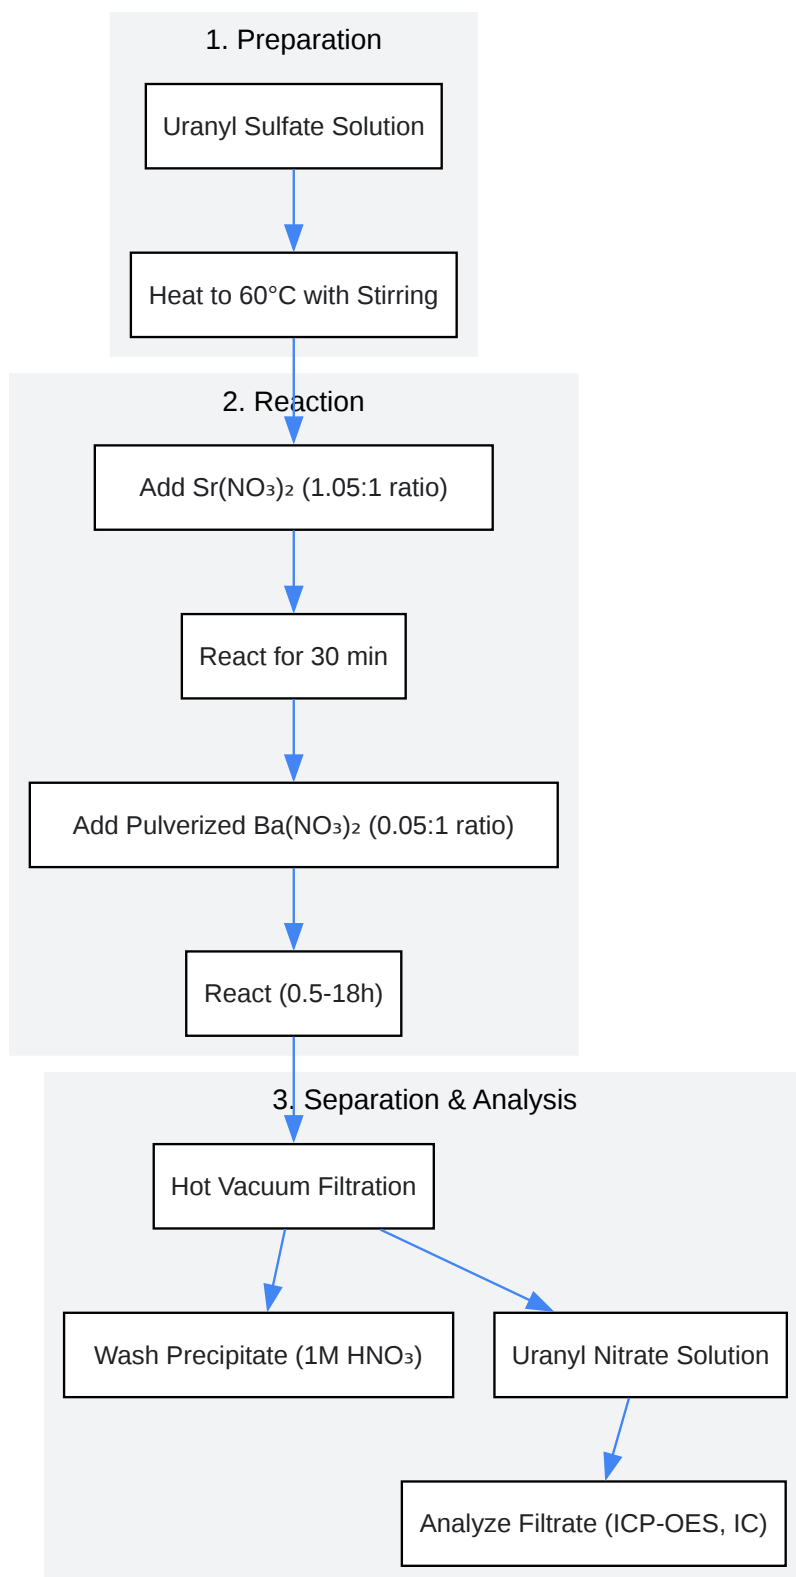 1. Preparation
Uranyl Sulfate Solution
Heat to 60°C with Stirring
2. Reaction
Add Sr(NO₃)₂ (1.05:1 ratio)
React for 30 min
Add Pulverized Ba(NO₃)₂ (0.05:1 ratio)
React (0.5-18h)
3. Separation & Analysis
Hot Vacuum Filtration
Wash Precipitate (1M HNO₃)
Uranyl Nitrate Solution
Analyze Filtrate (ICP-OES, IC)